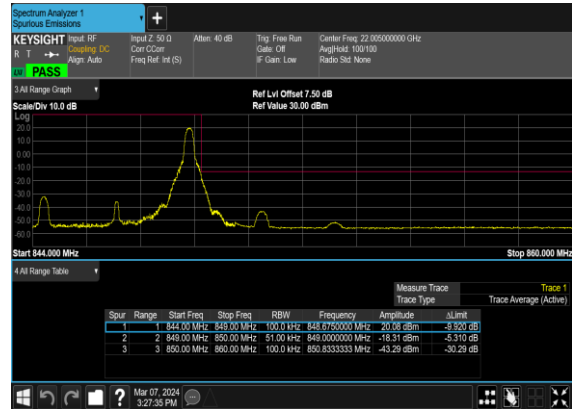 Spectrum Analyzer 1
Spurious Emissions
+
KEYSIGHT Input: RF Input Z: 50 Ω Atten: 40 dB Trig: Free Run Center Freq: 22.005000000 GHz
R T Coupling: DC Corr CCorr Gate: Off Avg|Hold: 100/100
Align: Auto Freq Ref: Int (S) IF Gain: Low Radio Std: None
LW PASS
3 All Range Graph
Ref Lvl Offset 7.50 dB
Scale/Div 10.0 dB Ref Value 30.00 dBm
Log
20.0
10.0
0.00
-10.0
-20.0
-30.0
-40.0
-50.0
-60.0
Start 844.000 MHz Stop 860.000 MHz
4 All Range Table
Measure Trace Trace 1
Trace Type Trace Average (Active)
Spur Range Start Freq Stop Freq RBW Frequency Amplitude ΔLimit
1 1 844.00 MHz 849.00 MHz 100.0 kHz 848.6750000 MHz 20.08 dBm -9.920 dB
2 2 849.00 MHz 850.00 MHz 51.00 kHz 849.0000000 MHz -18.31 dBm -5.310 dB
3 3 850.00 MHz 860.00 MHz 100.0 kHz 850.8333333 MHz -43.29 dBm -30.29 dB
? Mar 07, 2024
3:27:35 PM